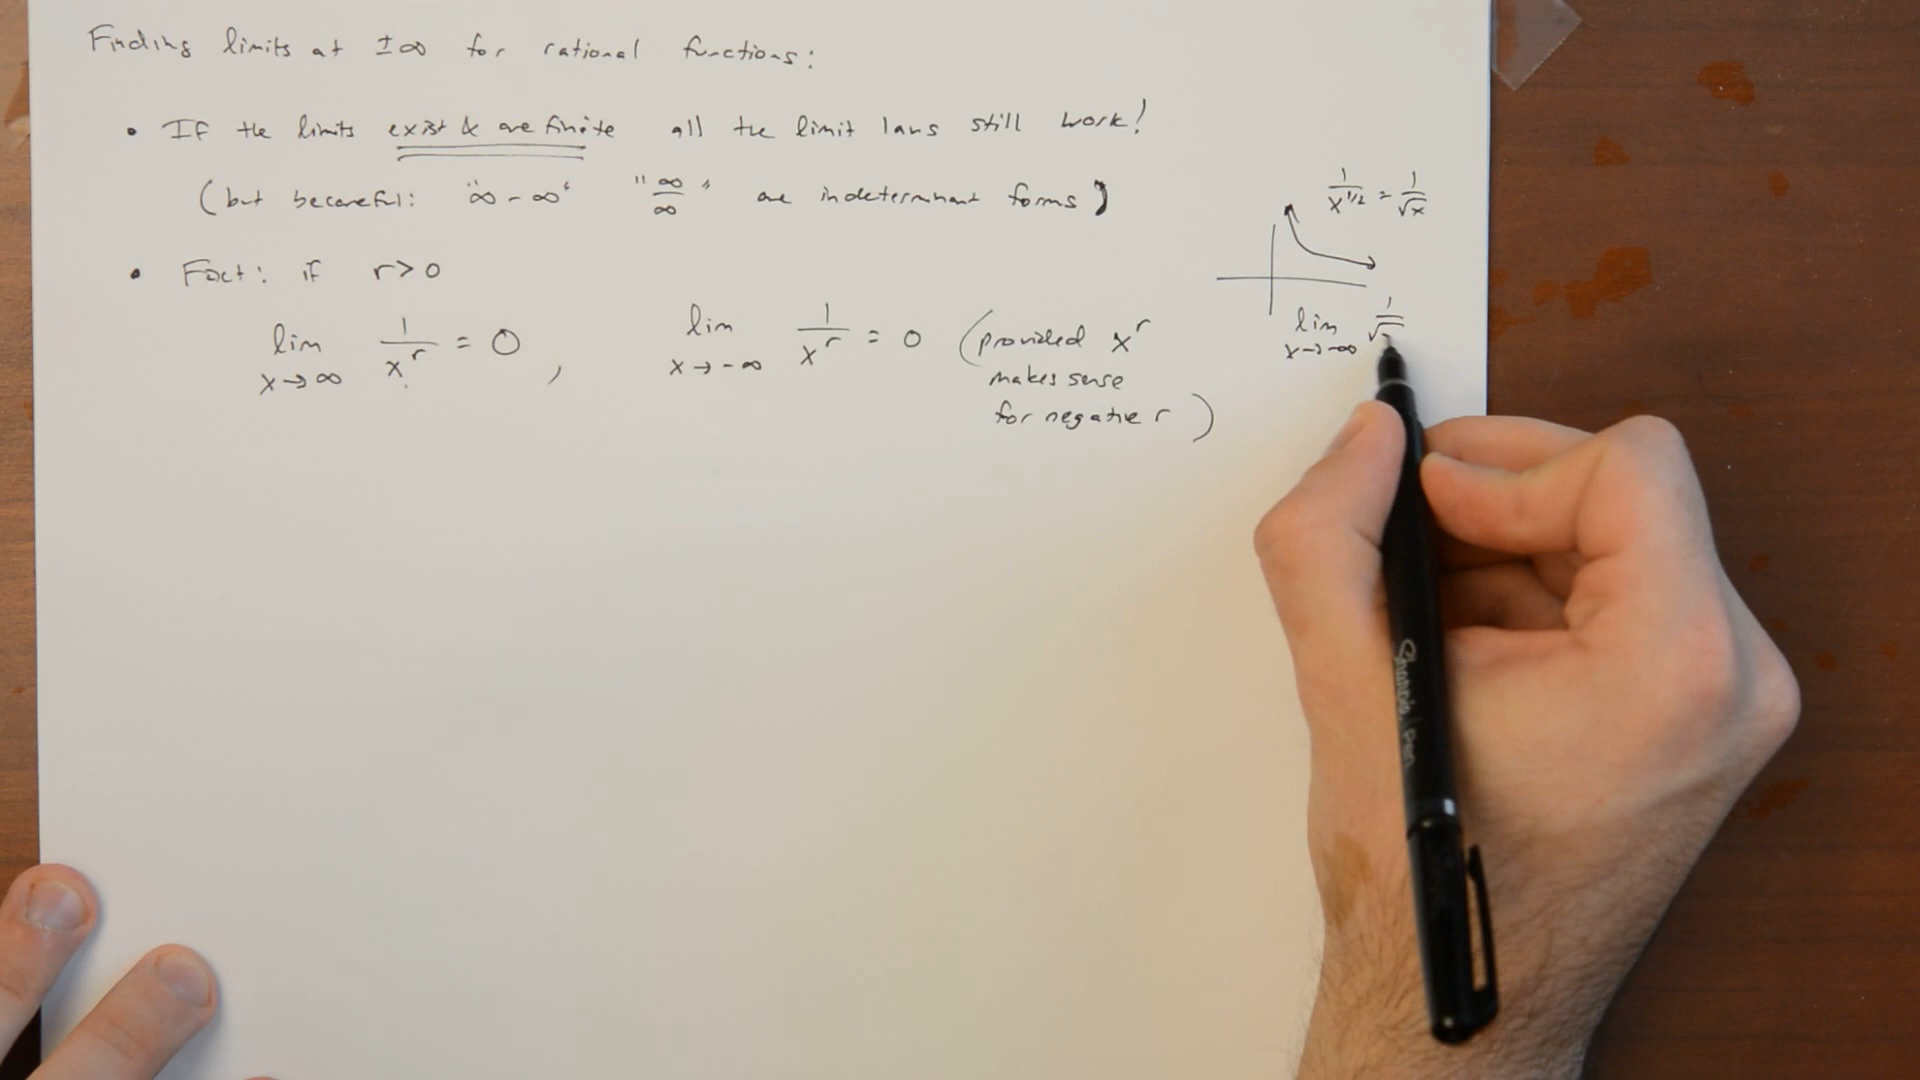 Finding limits at ±∞ for rational functions:
• If the limits exist & are finite all the limit laws still work!
(but becareful: "∞ - ∞" "∞/∞" are indeterminant forms)
• Fact: if r>0
lim x→∞ 1/x^r = 0, lim x→-∞ 1/x^r = 0 (provided x^r
makes sense
for negative r)
1/x^1/2 = 1/√x
lim x→-∞ 1/√
Sharpie Pen